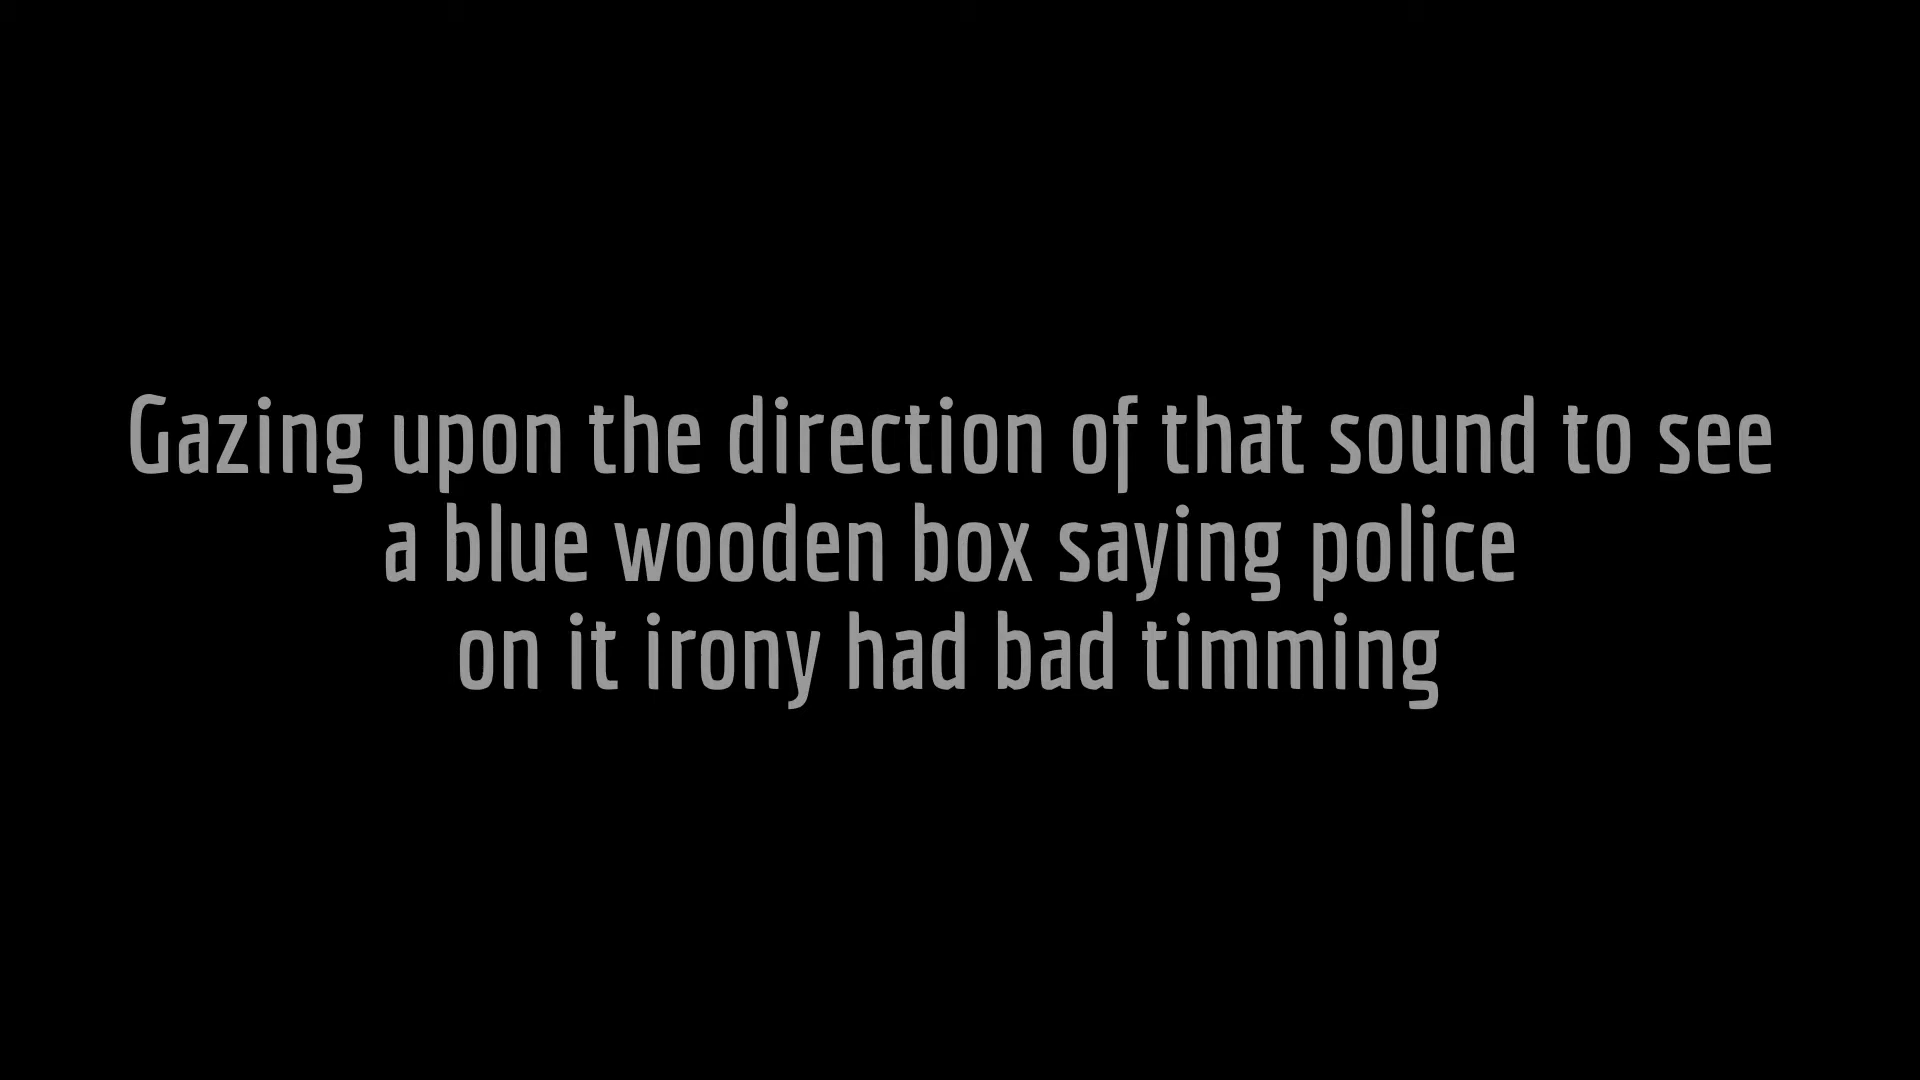 Gazing upon the direction of that sound to see
a blue wooden box saying police
on it irony had bad timming